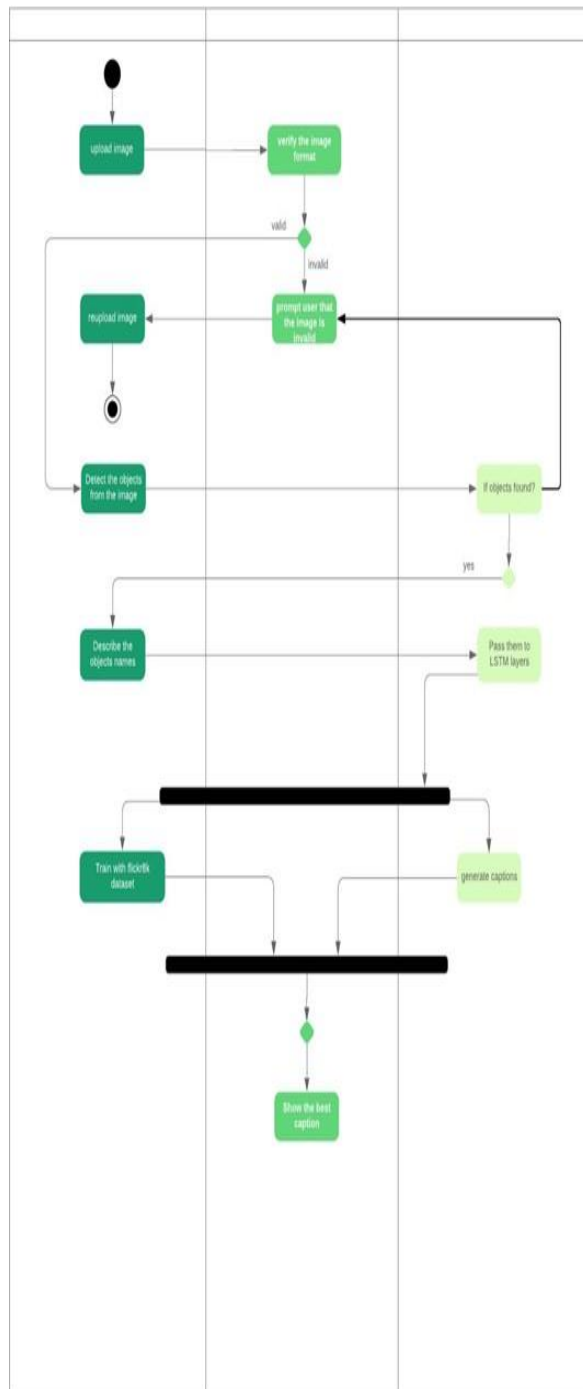 upload image
verify the image
format
valid
invalid
reupload image
prompt user that
the image is
invalid
Detect the objects
from the image
If objects found?
yes
Describe the
objects names
Pass them to
LSTM layers
Train with flickr8k
dataset
generate captions
Show the best
caption